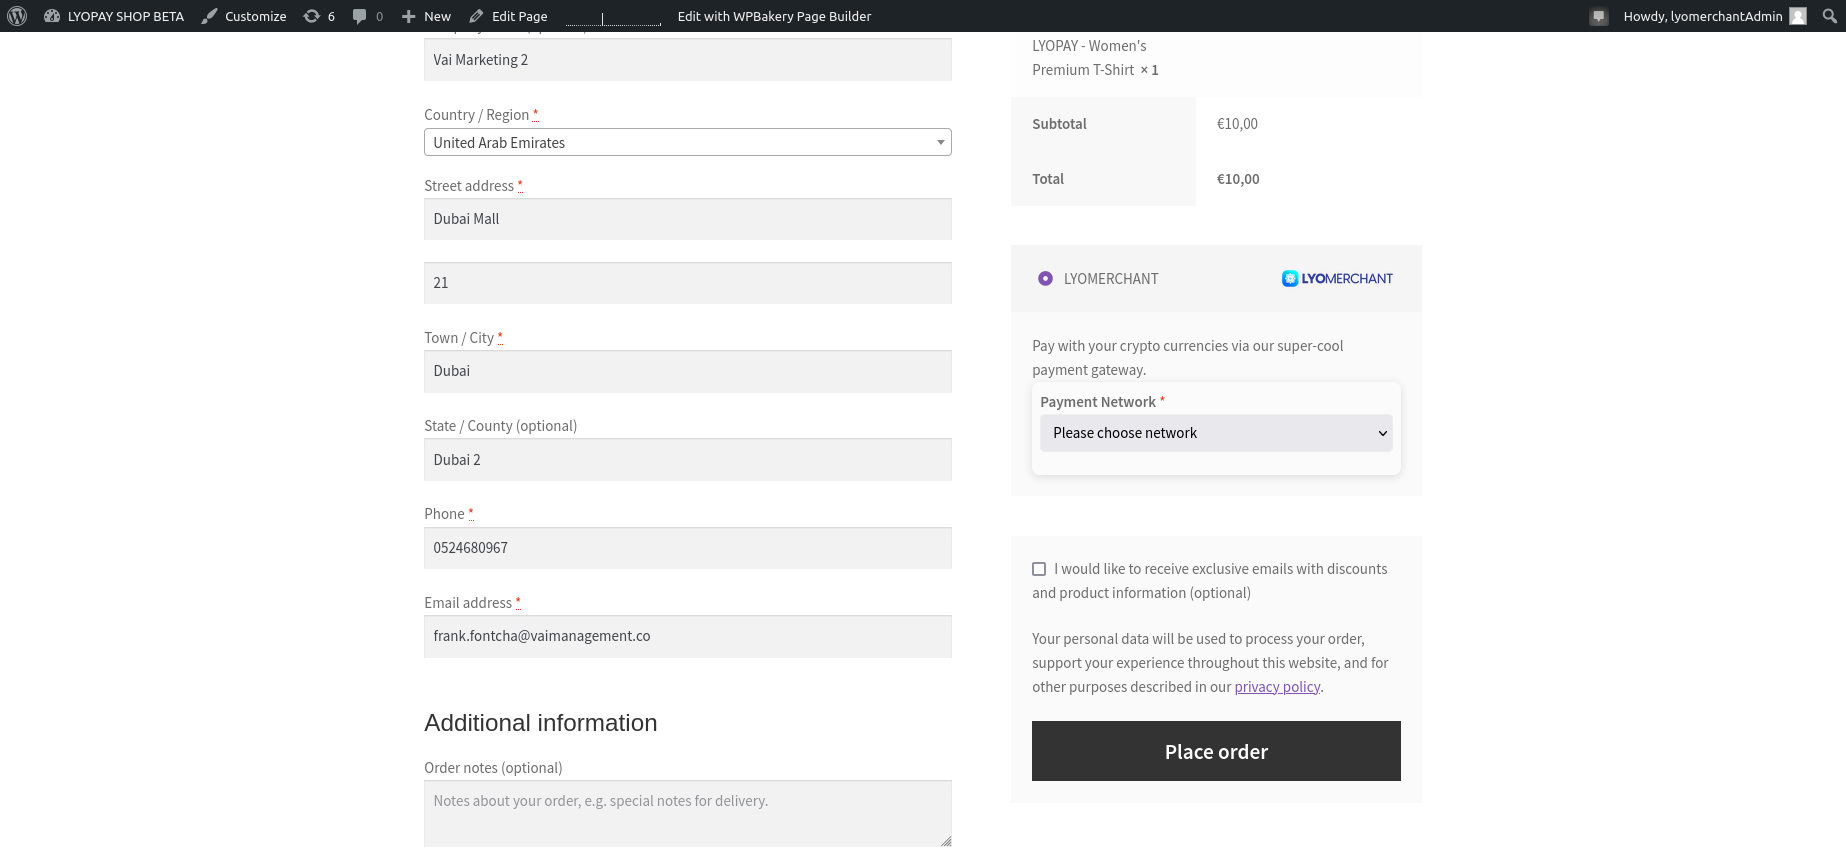 LYOPAY SHOP BETA
Customize
6
0
New
Edit Page
Edit with WPBakery Page Builder
Howdy, lyomerchantAdmin
Vai Marketing 2
Country / Region *
United Arab Emirates
Street address *
Dubai Mall
21
Town / City *
Dubai
State / County (optional)
Dubai 2
Phone *
0524680967
Email address *
frank.fontcha@vaimanagement.co
Additional information
Order notes (optional)
Notes about your order, e.g. special notes for delivery.
LYOPAY - Women's
Premium T-Shirt × 1
Subtotal
€10,00
Total
€10,00
LYOMERCHANT
LYOMERCHANT
Pay with your crypto currencies via our super-cool
payment gateway.
Payment Network *
Please choose network
I would like to receive exclusive emails with discounts
and product information (optional)
Your personal data will be used to process your order,
support your experience throughout this website, and for
other purposes described in our privacy policy.
Place order